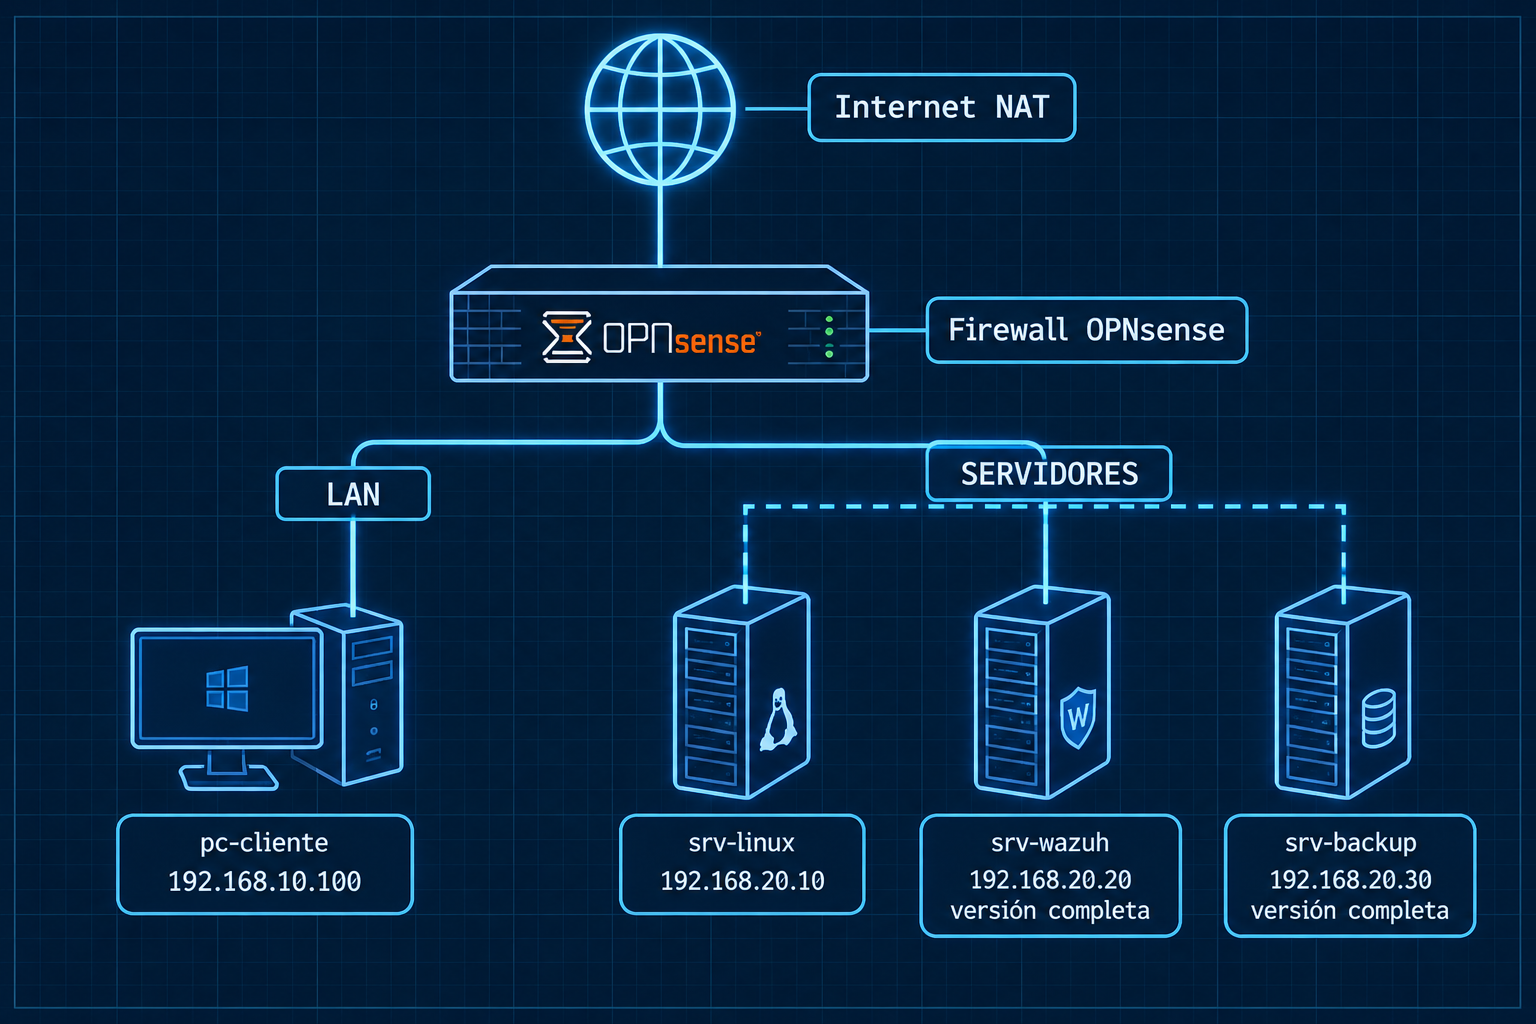 Internet NAT
OPNsense
Firewall OPNsense
LAN
SERVIDORES
W
pc-cliente
192.168.10.100
srv-linux
192.168.20.10
srv-wazuh
192.168.20.20
versión completa
srv-backup
192.168.20.30
versión completa